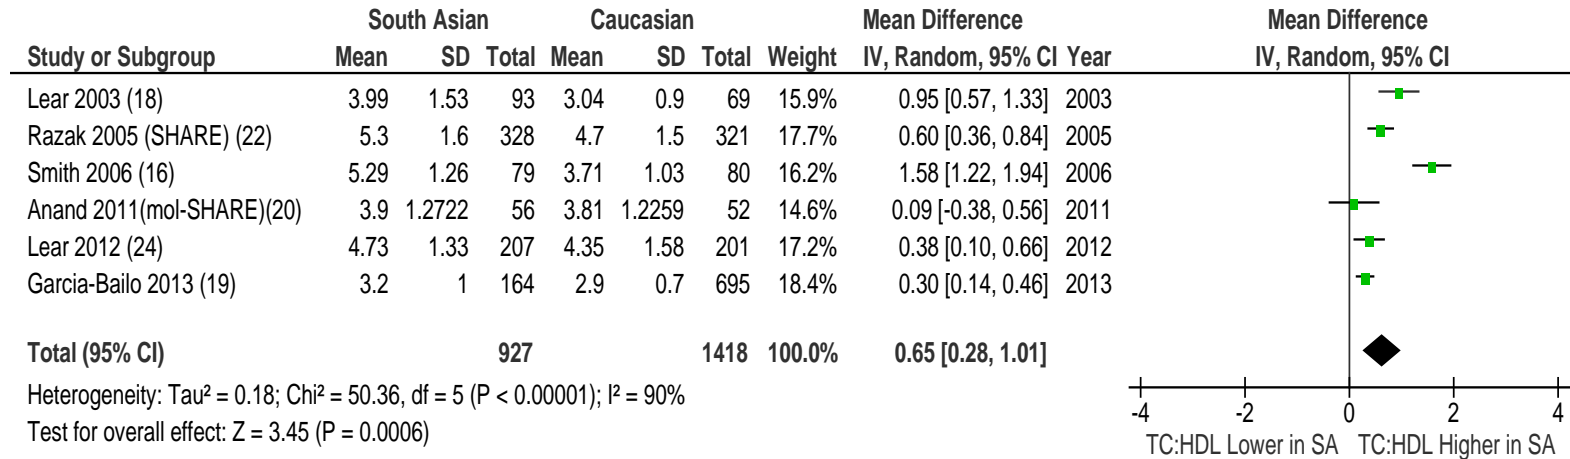 South Asian Caucasian Mean Difference Mean Difference
Study or Subgroup Mean SD Total Mean SD Total Weight IV, Random, 95% CI Year IV, Random, 95% CI
Lear 2003 (18) 3.99 1.53 93 3.04 0.9 69 15.9% 0.95 [0.57, 1.33] 2003
Razak 2005 (SHARE) (22) 5.3 1.6 328 4.7 1.5 321 17.7% 0.60 [0.36, 0.84] 2005
Smith 2006 (16) 5.29 1.26 79 3.71 1.03 80 16.2% 1.58 [1.22, 1.94] 2006
Anand 2011(mol-SHARE)(20) 3.9 1.2722 56 3.81 1.2259 52 14.6% 0.09 [-0.38, 0.56] 2011
Lear 2012 (24) 4.73 1.33 207 4.35 1.58 201 17.2% 0.38 [0.10, 0.66] 2012
Garcia-Bailo 2013 (19) 3.2 1 164 2.9 0.7 695 18.4% 0.30 [0.14, 0.46] 2013
Total (95% CI) 927 1418 100.0% 0.65 [0.28, 1.01]
Heterogeneity: Tau² = 0.18; Chi² = 50.36, df = 5 (P < 0.00001); I² = 90%
Test for overall effect: Z = 3.45 (P = 0.0006)
-4 -2 0 2 4
TC:HDL Lower in SA TC:HDL Higher in SA